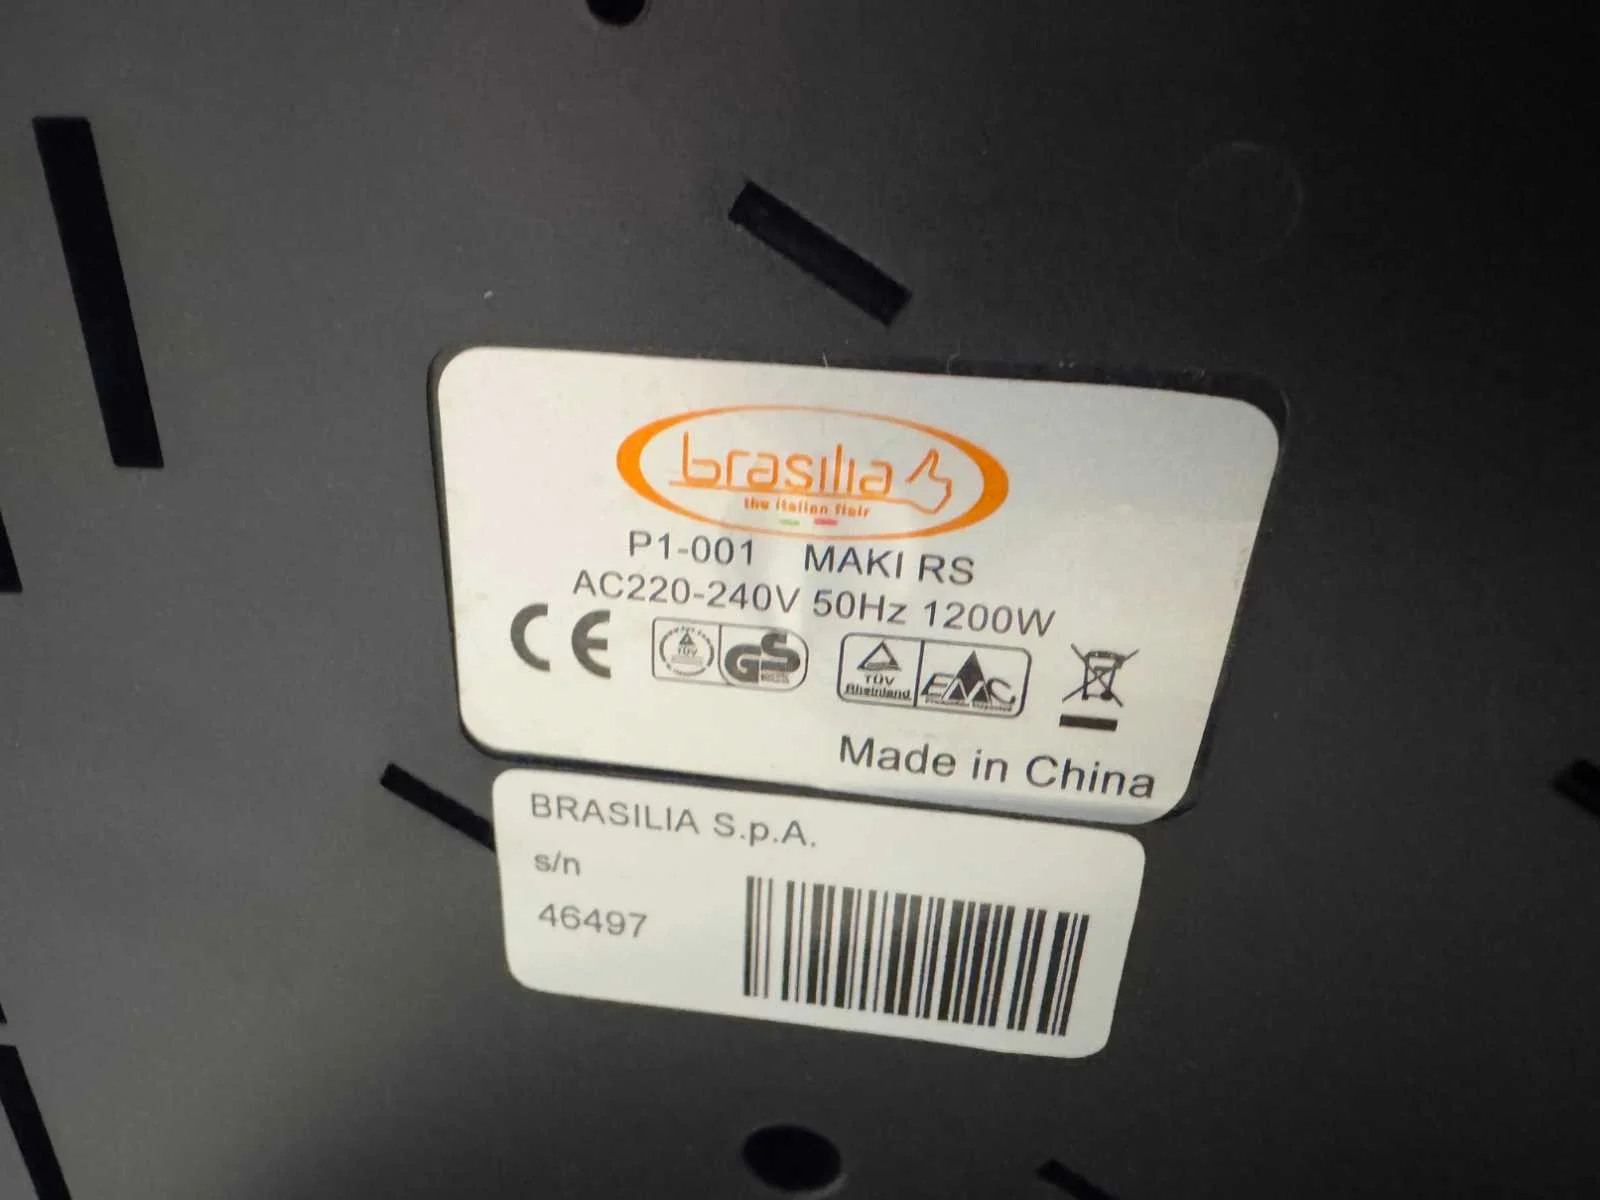 brasilia
the italian flair
P1-001 MAKI RS
AC220-240V 50Hz 1200W
CE TÜV GS TÜV Rheinland EMC
Made in China
BRASILIA S.p.A.
s/n
46497